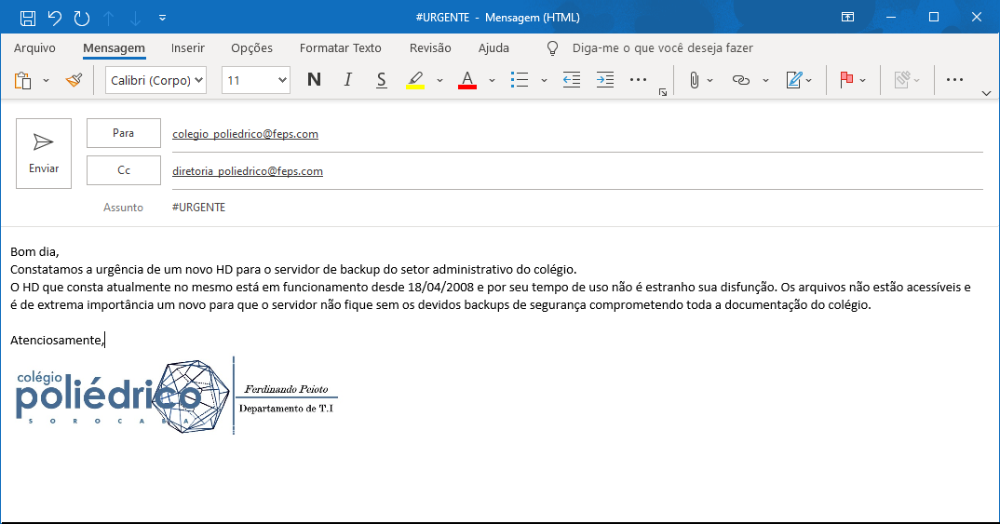 #URGENTE - Mensagem (HTML)
Arquivo Mensagem Inserir Opções Formatar Texto Revisão Ajuda Diga-me o que você deseja fazer
Calibri (Corpo) 11 N I S A
Enviar
Para colegio_poliedrico@feps.com
Cc diretoria_poliedrico@feps.com
Assunto #URGENTE
Bom dia,
Constatamos a urgência de um novo HD para o servidor de backup do setor administrativo do colégio.
O HD que consta atualmente no mesmo está em funcionamento desde 18/04/2008 e por seu tempo de uso não é estranho sua disfunção. Os arquivos não estão acessíveis e
é de extrema importância um novo para que o servidor não fique sem os devidos backups de segurança comprometendo toda a documentação do colégio.
Atenciosamente,
colégio
poliédrico
SOROCABA
Ferdinando Peioto
Departamento de T.I